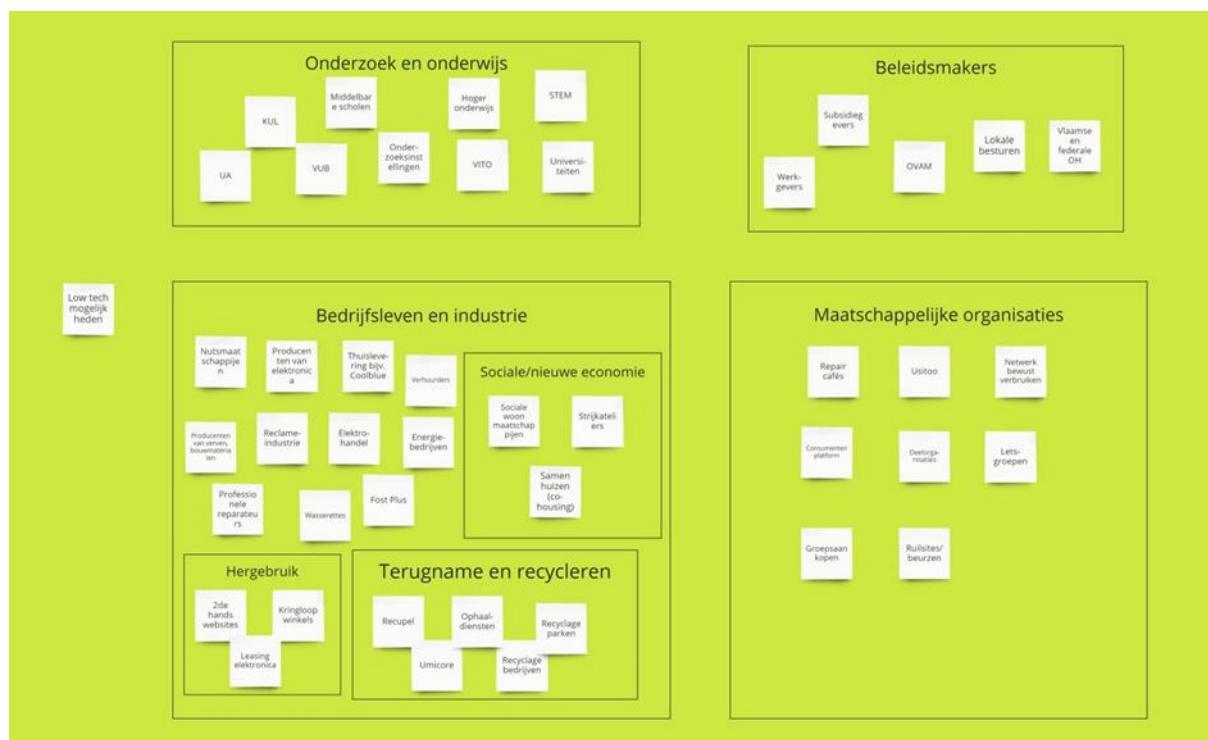 Onderzoek en onderwijs
KUL
Middelbar
e scholen
Hoger
onderwijs
STEM
UA
VUB
Onder-
zoeksinst
ellingen
VITO
Universi-
teiten
Beleidsmakers
Subsidieg
evers
Werk-
gevers
OVAM
Lokale
besturen
Vlaamse
en
federale
OH
Low tech
mogelijk
heden
Bedrijfsleven en industrie
Nutsmaat
schappije
n
Producen
ten van
elektronic
a
Thuisleve-
ring bijv.
Coolblue
Verhuurders
Producenten
van verven,
bouwmateria
len
Reclame-
industrie
Elektro-
handel
Energie-
bedrijven
Professio
nele
reparateu
rs
Wasserettes
Fost Plus
Sociale/nieuwe economie
Sociale
woon
maatschap
pijen
Strijkateli
ers
Samen
huizen
(co-
housing)
Hergebruik
2de
hands
websites
Kringloop
winkels
Leasing
elektronica
Terugname en recycleren
Recupel
Ophaal-
diensten
Recyclage
parken
Umicore
Recyclage
bedrijven
Maatschappelijke organisaties
Repair
cafés
Usitoo
Netwerk
bewust
verbruiken
Consumenten
platform
Deelorga-
nisaties
Lets-
groepen
Groepsaan
kopen
Ruilsites/
beurzen